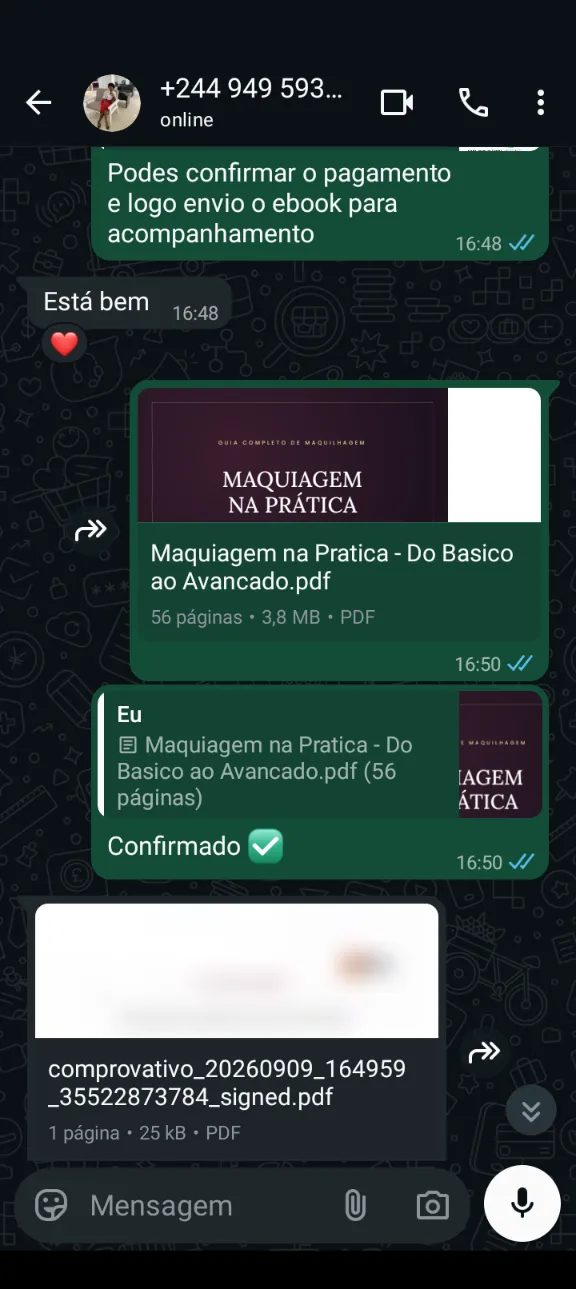 +244 949 593...
online
Podes confirmar o pagamento
e logo envio o ebook para
acompanhamento
16:48
Está bem
16:48
GUIA COMPLETO DE MAQUILHAGEM
MAQUIAGEM
NA PRÁTICA
Maquiagem na Pratica - Do Basico
ao Avancado.pdf
56 páginas • 3,8 MB • PDF
16:50
Eu
Maquiagem na Pratica - Do
Basico ao Avancado.pdf (56
páginas)
E MAQUILHAGEM
IAGEM
ÁTICA
Confirmado
16:50
comprovativo_20260909_164959
_35522873784_signed.pdf
1 página • 25 kB • PDF
Mensagem